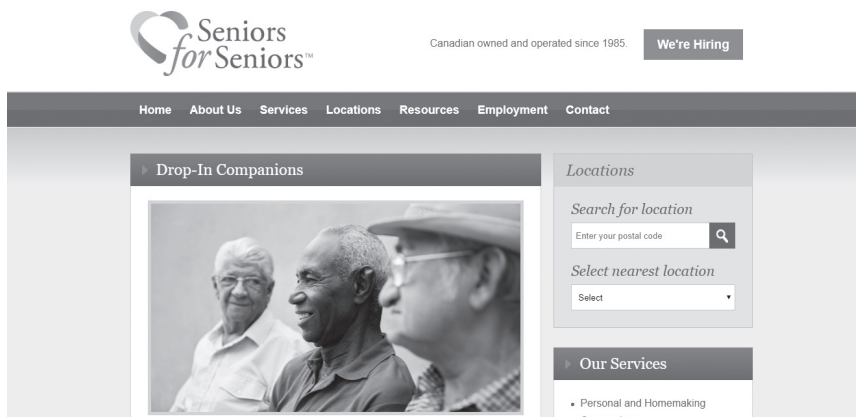 Seniors
for Seniors™
Canadian owned and operated since 1985.
We're Hiring
Home About Us Services Locations Resources Employment Contact
Drop-In Companions
Locations
Search for location
Enter your postal code
Select nearest location
Select
Our Services
Personal and Homemaking